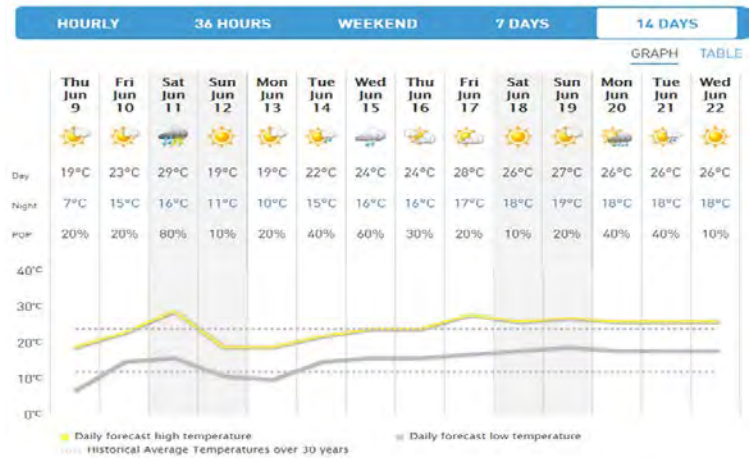 HOURLY 36 HOURS WEEKEND 7 DAYS 14 DAYS
GRAPH TABLE
Thu Fri Sat Sun Mon Tue Wed Thu Fri Sat Sun Mon Tue Wed
Jun Jun Jun Jun Jun Jun Jun Jun Jun Jun Jun Jun Jun Jun
9 10 11 12 13 14 15 16 17 18 19 20 21 22
Day 19°C 23°C 29°C 19°C 19°C 22°C 24°C 24°C 28°C 26°C 27°C 26°C 26°C 26°C
Night 7°C 15°C 16°C 11°C 10°C 15°C 16°C 16°C 17°C 18°C 19°C 18°C 18°C 18°C
POP 20% 20% 80% 10% 20% 40% 60% 30% 20% 10% 20% 40% 40% 10%
40°C
30°C
20°C
10°C
0°C
Daily forecast high temperature Daily forecast low temperature
Historical Average Temperatures over 30 years